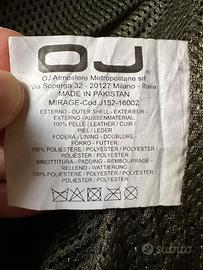 OJ
OJ Atmosfere Metropolitane srl
Via Soperga 32 - 20127 Milano - Italia
MADE IN PAKISTAN
MIRAGE-Cod.J152-16002
ESTERNO - OUTER SHELL - EXTERIEUR -
EXTERNO - AUSSENMATERIAL:
100% PELLE / LEATHER / CUIR /
PIEL / LEDER
FODERA / LINING - DOUBLURE -
FORRO - FUTTER:
100% POLIESTERE / POLYESTER / POLYESTER /
POLIESTER / POLYESTER
IMBOTTITURA - PADDING - REMBOURRAGE -
RELLENO - WATTIERUNG:
100% POLIESTERE / POLYESTER / POLYESTER /
POLIESTER / POLYESTER
subito